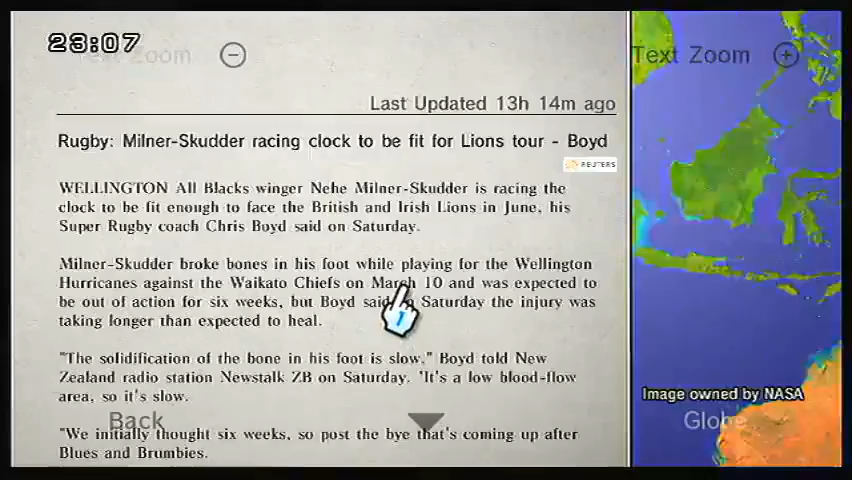 23:07
Text Zoom −
Text Zoom +
Last Updated 13h 14m ago
Rugby: Milner-Skudder racing clock to be fit for Lions tour - Boyd
REUTERS
WELLINGTON All Blacks winger Nehe Milner-Skudder is racing the
clock to be fit enough to face the British and Irish Lions in June, his
Super Rugby coach Chris Boyd said on Saturday.
Milner-Skudder broke bones in his foot while playing for the Wellington
Hurricanes against the Waikato Chiefs on March 10 and was expected to
be out of action for six weeks, but Boyd said Saturday the injury was
taking longer than expected to heal.
"The solidification of the bone in his foot is slow," Boyd told New
Zealand radio station Newstalk ZB on Saturday. "It's a low blood-flow
area, so it's slow.
"We initially thought six weeks, so post the bye that's coming up after
Blues and Brumbies.
Back
Image owned by NASA
Globe
1